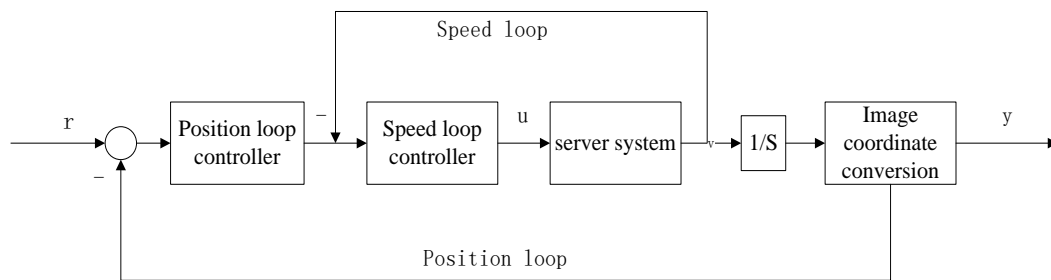 Speed loop
r
−
Position loop
controller
−
Speed loop
controller
u
server system
v
1/S
Image
coordinate
conversion
y
−
Position loop